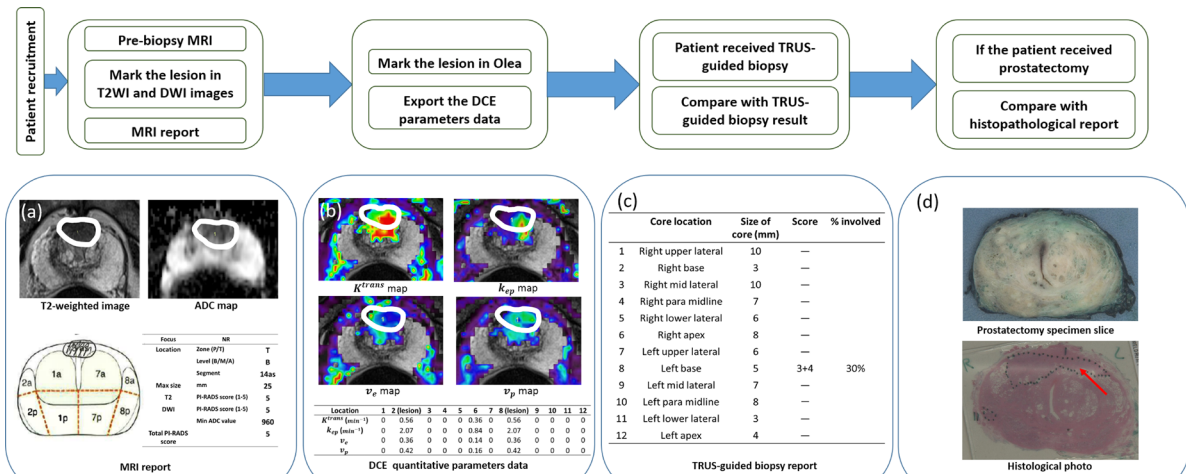 Patient recruitment
Pre-biopsy MRI
Mark the lesion in
T2WI and DWI images
MRI report
Mark the lesion in Olea
Export the DCE
parameters data
Patient received TRUS-
guided biopsy
Compare with TRUS-
guided biopsy result
If the patient received
prostatectomy
Compare with
histopathological report
(a)
T2-weighted image
ADC map
2a 1a 7a 8a
2p 1p 7p 8p
Focus NR
Location Zone (P/T) T
Level (B/M/A) B
Segment 14as
Max size mm 25
T2 PI-RADS score (1-5) 5
DWI PI-RADS score (1-5) 5
Min ADC value 960
Total PI-RADS
score 5
MRI report
(b)
K^trans map
k_ep map
v_e map
v_p map
Location 1 2 (lesion) 3 4 5 6 7 8 (lesion) 9 10 11 12
K^trans (min⁻¹) 0 0.56 0 0 0 0.36 0 0.56 0 0 0 0
k_ep (min⁻¹) 0 2.07 0 0 0 0.84 0 2.07 0 0 0 0
v_e 0 0.36 0 0 0 0.14 0 0.36 0 0 0 0
v_p 0 0.42 0 0 0 0.16 0 0.42 0 0 0 0
DCE quantitative parameters data
(c)
Core location Size of
core (mm) Score % involved
1 Right upper lateral 10 —
2 Right base 3 —
3 Right mid lateral 10 —
4 Right para midline 7 —
5 Right lower lateral 6 —
6 Right apex 8 —
7 Left upper lateral 6 —
8 Left base 5 3+4 30%
9 Left mid lateral 7 —
10 Left para midline 8 —
11 Left lower lateral 3 —
12 Left apex 4 —
TRUS-guided biopsy report
(d)
Prostatectomy specimen slice
R
L
Histological photo